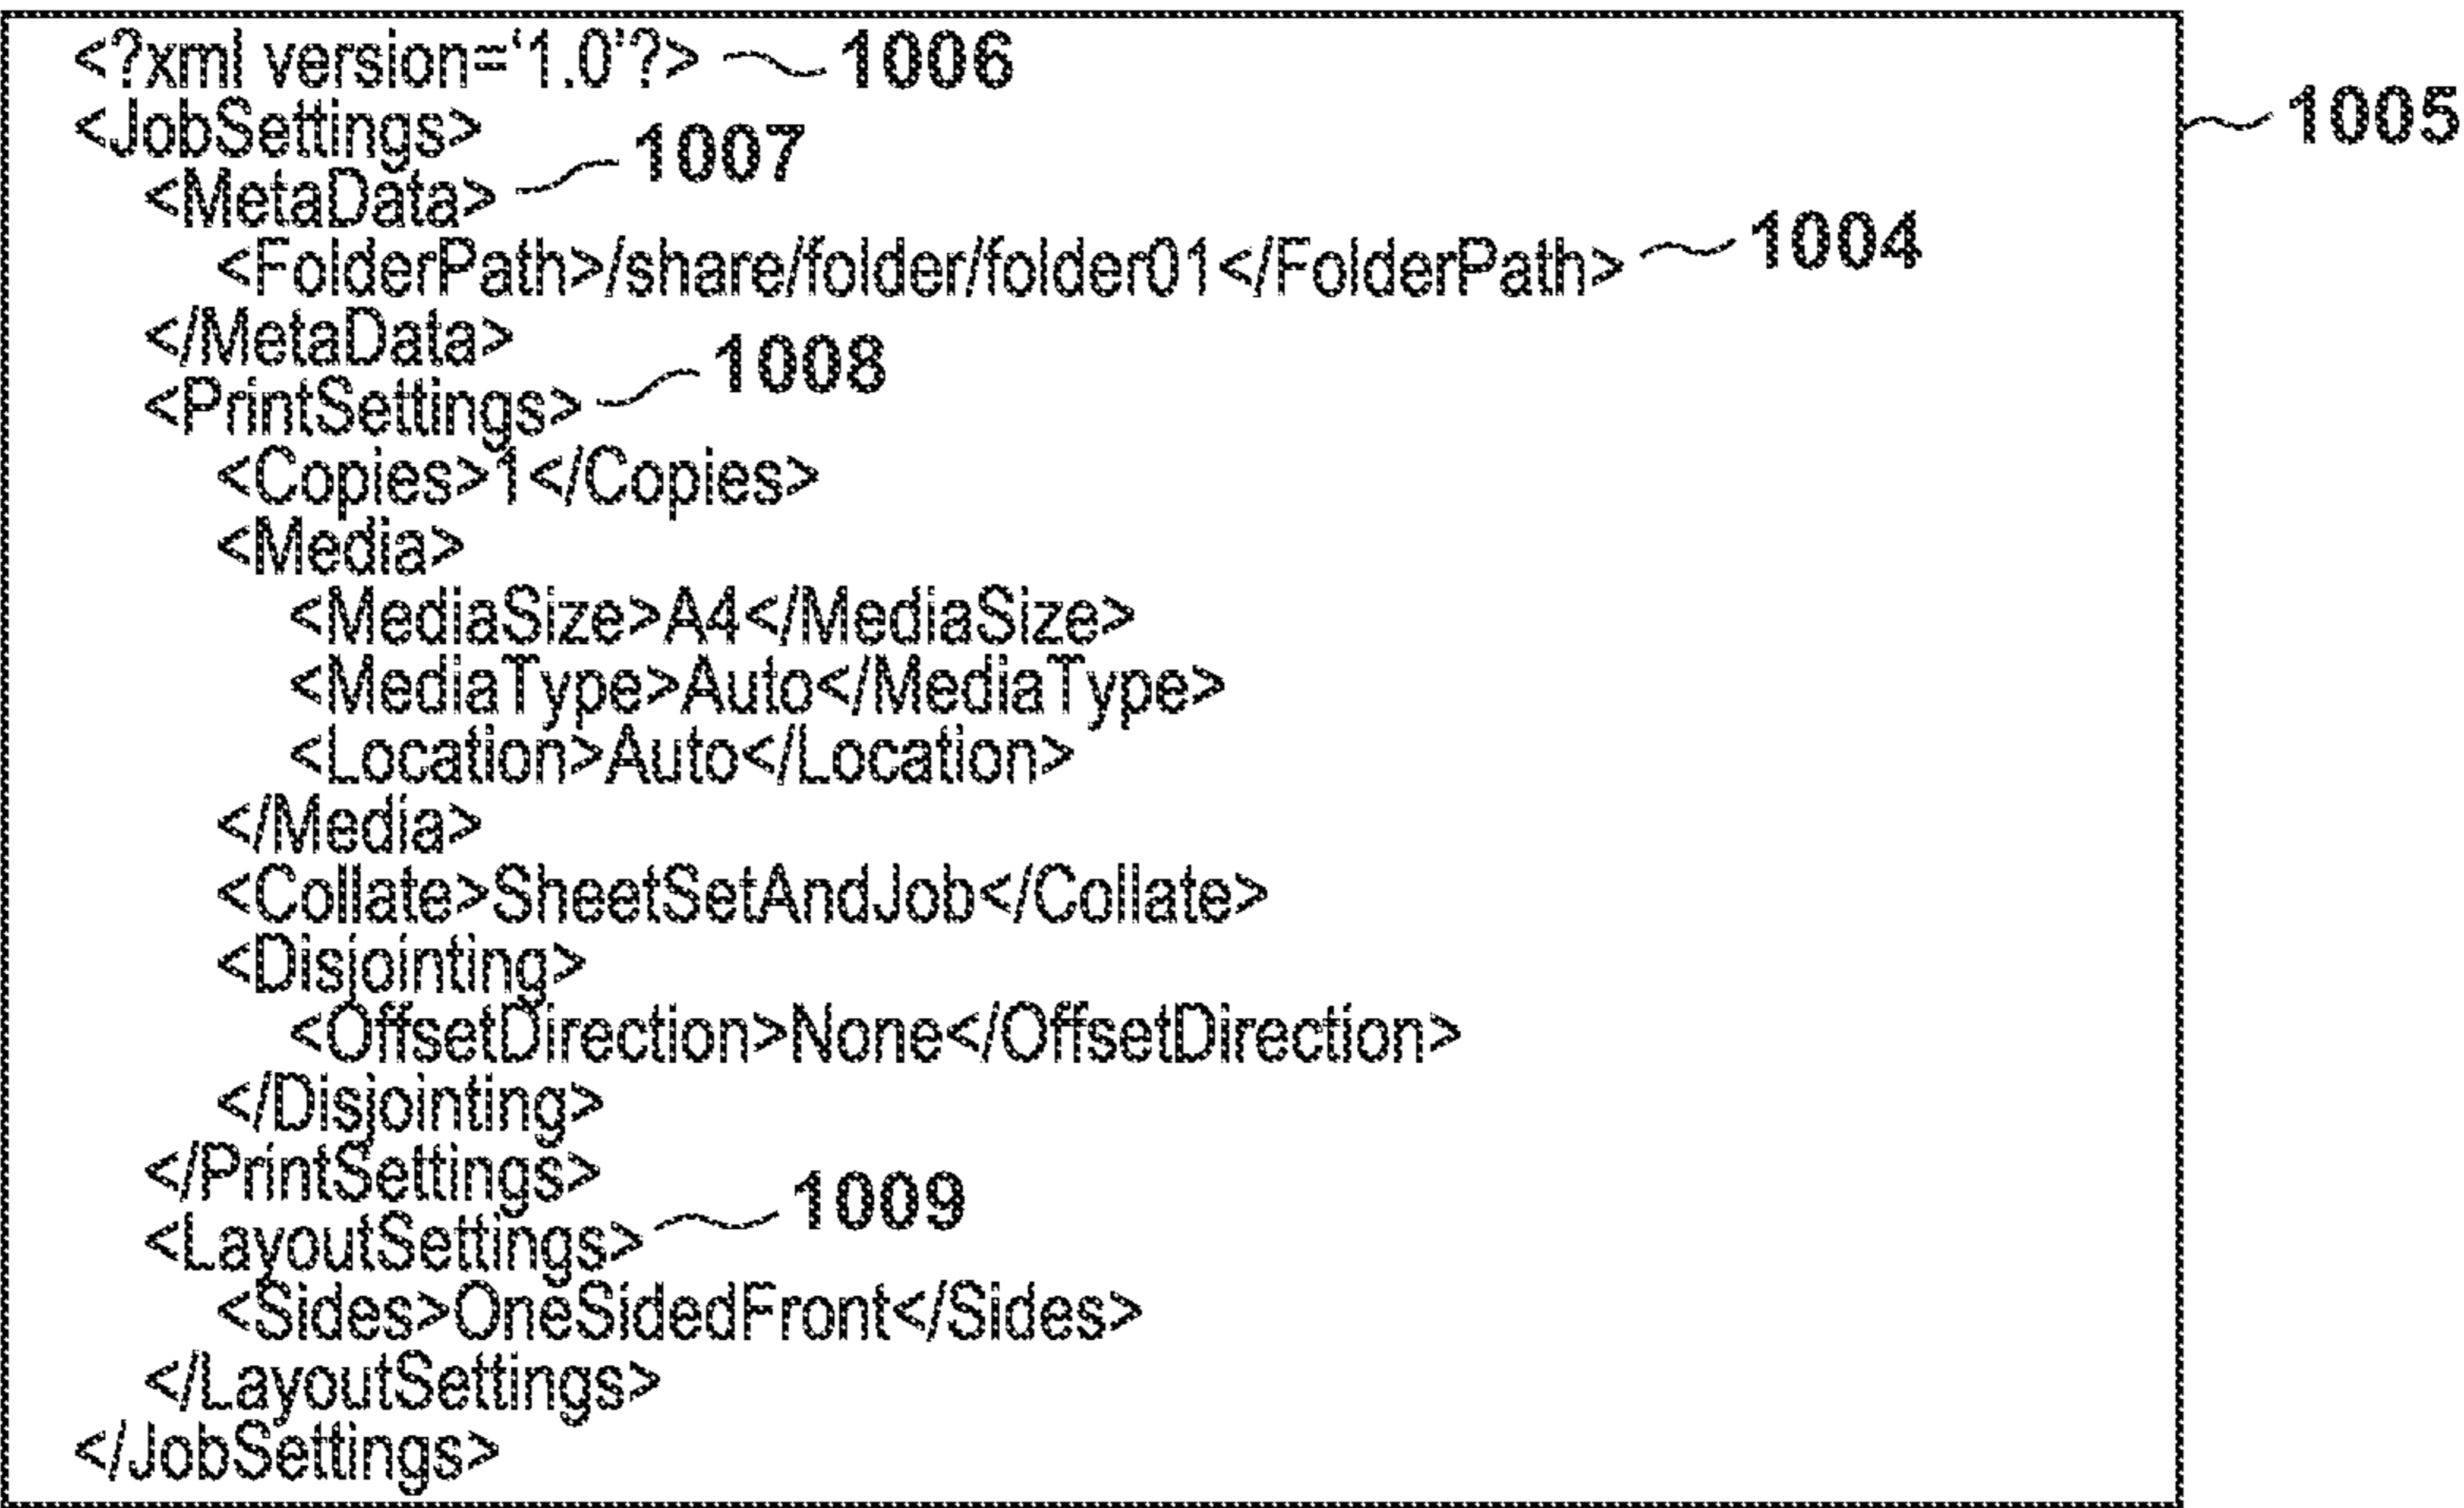 <?xml version=‘1.0’?> 1006
<JobSettings> 1005
<MetaData> 1007
<FolderPath>/share/folder/folder01</FolderPath> 1004
</MetaData>
<PrintSettings> 1008
<Copies>1</Copies>
<Media>
<MediaSize>A4</MediaSize>
<MediaType>Auto</MediaType>
<Location>Auto</Location>
</Media>
<Collate>SheetSetAndJob</Collate>
<Disjointing>
<OffsetDirection>None</OffsetDirection>
</Disjointing>
</PrintSettings>
<LayoutSettings> 1009
<Sides>OneSidedFront</Sides>
</LayoutSettings>
</JobSettings>